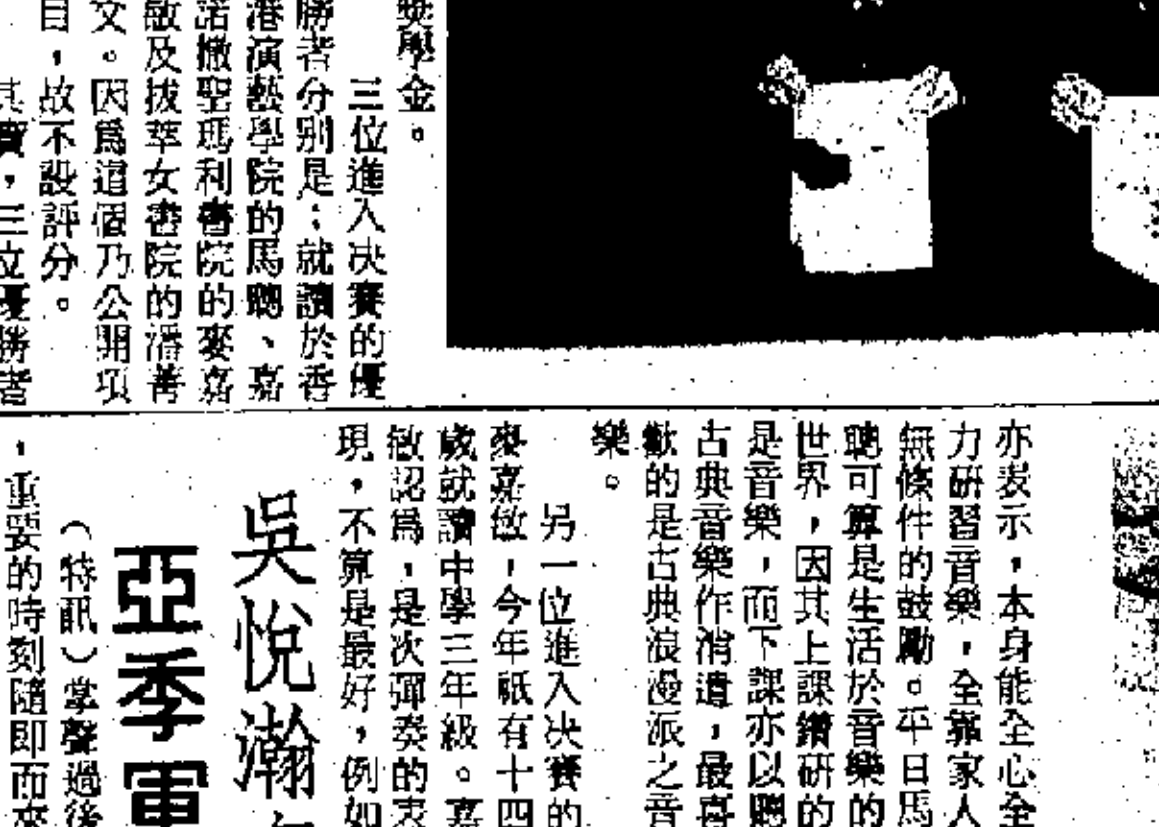 奬學金。
三位進入决賽的優
勝者分别是：就讀於香
港演藝學院的馬聰、嘉
諾撒聖瑪利書院的麥嘉
敏及拔萃女書院的潘菁
文。因爲這個乃公開項
目，故不設評分。
其實，三位優勝者
亦表示，本身能全心全
力研習音樂，全靠家人
無條件的鼓勵。平日馬
聰可算是生活於音樂的
世界，因其上課鑽研的
是音樂，而下課亦以聽
古典音樂作消遣，最喜
歡的是古典浪漫派之音
樂。
另一位進入决賽的
麥嘉敏，今年祇有十四
歲就讀中學三年級。嘉
敏認爲，是次彈奏的表
現，不算是最好，例如
吳悅瀚
亞季軍
（特訊）掌聲過後
，重要的時刻隨即而來